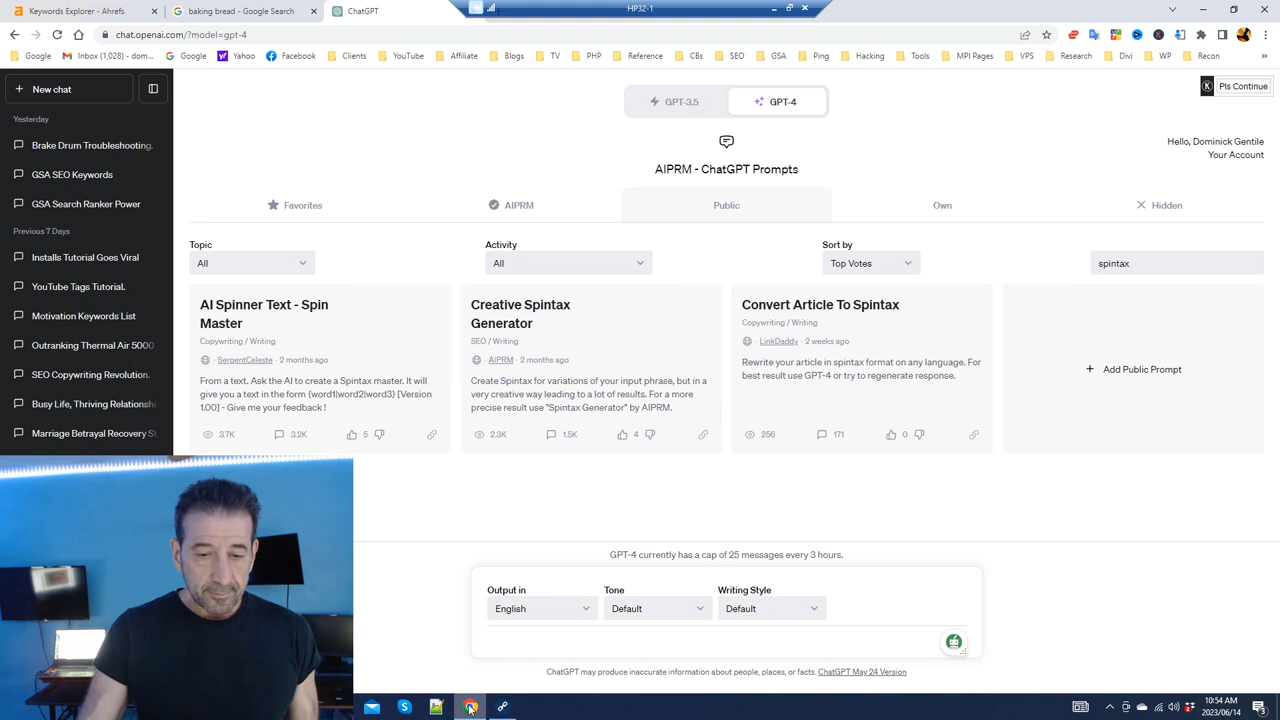 Keywords Explorer - Ahrefs
baking bread - Google Search
ChatGPT
HP32-1
chat.openai.com/?model=gpt-4
Google
Inbox (1,028) - dom...
Google
Yahoo
Facebook
Clients
YouTube
Affiliate
Blogs
TV
PHP
Reference
CBs
SEO
GSA
Ping
Hacking
Tools
MPI Pages
VPS
Research
Divi
WP
Recon
»
New chat
GPT-3.5
GPT-4
Pls Continue
Yesterday
Brake Drum Troubleshooting.
GSA SEO Keywords
GSA Search Ranker Power
Previous 7 Days
Installs Tutorial Goes Viral
YouTube Tags Tutorial.
Motivation Keywords List
Outranking Thermal Air 5000
SEO Copywriting Revolution.
Busy Life, Thriving Relationsh
Marriage Betrayal Recovery St
Hello, Dominick Gentile
Your Account
AIPRM - ChatGPT Prompts
Favorites
AIPRM
Public
Own
Hidden
Topic
Activity
Sort by
All
All
Top Votes
spintax
AI Spinner Text - Spin
Master
Copywriting / Writing
· SergentCeleste · 2 months ago
From a text. Ask the AI to create a Spintax master. It will
give you a text in the form {word1|word2|word3} [Version
1.00] - Give me your feedback !
3.7K
3.2K
5
Creative Spintax
Generator
SEO / Writing
· AIPRM · 2 months ago
Create Spintax for variations of your input phrase, but in a
very creative way leading to a lot of results. For a more
precise result use "Spintax Generator" by AIPRM.
2.3K
1.5K
4
Convert Article To Spintax
Copywriting / Writing
· LinkDaddy · 2 weeks ago
Rewrite your article in spintax format on any language. For
best result use GPT-4 or try to regenerate response.
256
171
0
Add Public Prompt
GPT-4 currently has a cap of 25 messages every 3 hours.
Output in
Tone
Writing Style
English
Default
Default
ChatGPT may produce inaccurate information about people, places, or facts. ChatGPT May 24 Version
10:54 AM
2023/06/14
3